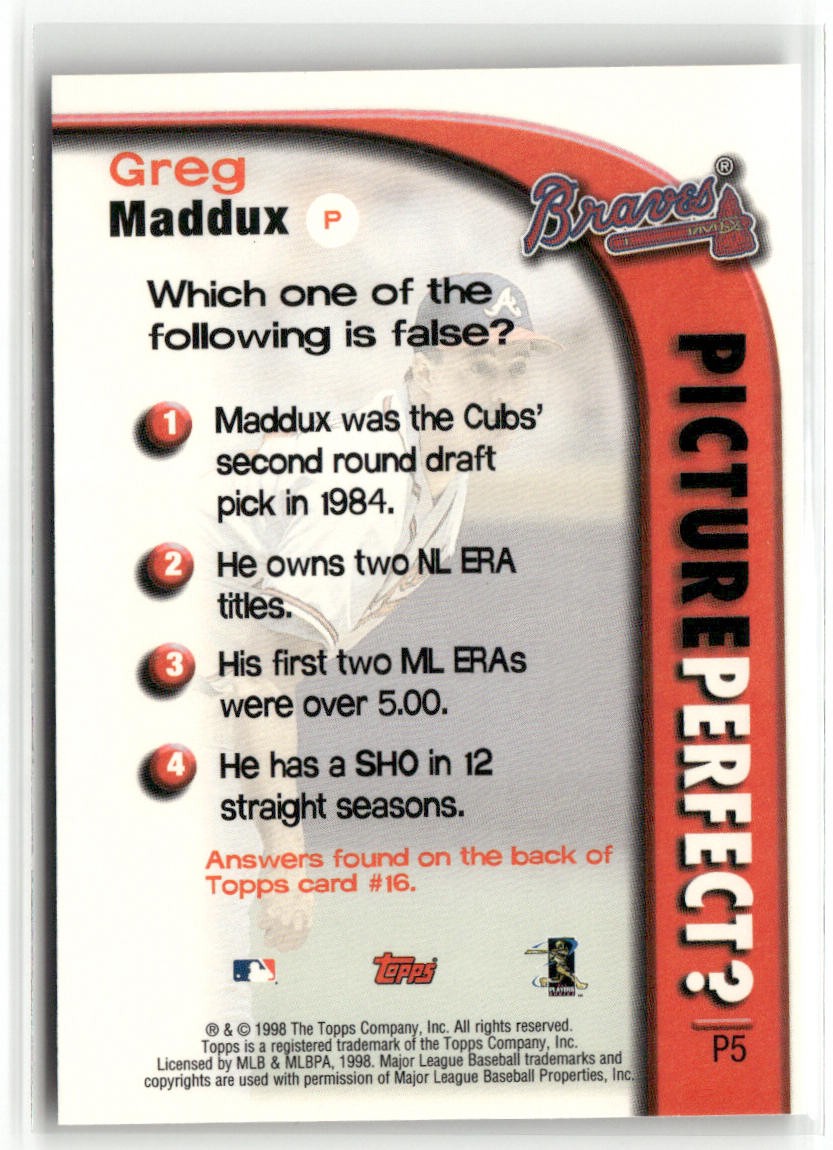 Greg
Maddux P
Braves®
Which one of the
following is false?
1 Maddux was the Cubs'
second round draft
pick in 1984.
2 He owns two NL ERA
titles.
3 His first two ML ERAs
were over 5.00.
4 He has a SHO in 12
straight seasons.
Answers found on the back of
Topps card #16.
PICTURE PERFECT?
P5
Topps
PLAYERS
® & © 1998 The Topps Company, Inc. All rights reserved.
Topps is a registered trademark of the Topps Company, Inc.
Licensed by MLB & MLBPA, 1998. Major League Baseball trademarks and
copyrights are used with permission of Major League Baseball Properties, Inc.